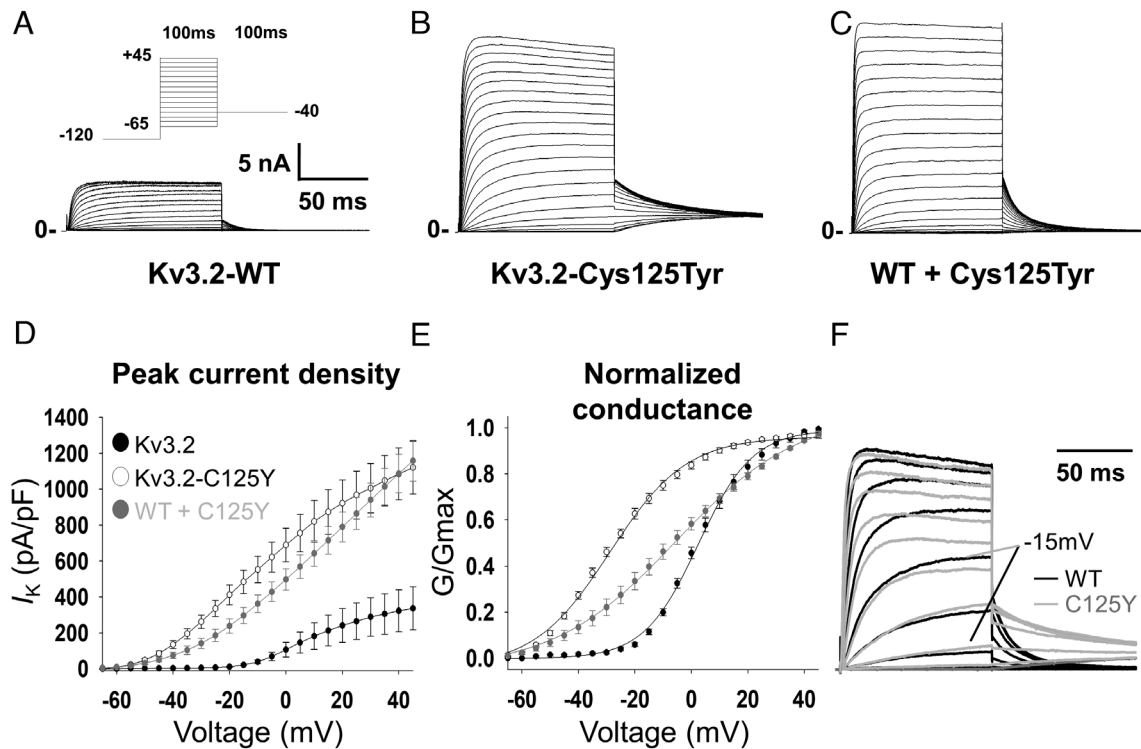 A
100ms 100ms
+45
-40
-65
-120
5 nA
50 ms
0-
Kv3.2-WT
B
0-
Kv3.2-Cys125Tyr
C
0-
WT + Cys125Tyr
D
Peak current density
1400
1200
1000
800
600
400
200
0
IK (pA/pF)
Kv3.2
Kv3.2-C125Y
WT + C125Y
-60 -40 -20 0 20 40
Voltage (mV)
E
Normalized
conductance
1.0
0.8
0.6
0.4
0.2
0.0
G/Gmax
-60 -40 -20 0 20 40
Voltage (mV)
F
50 ms
-15mV
WT
C125Y